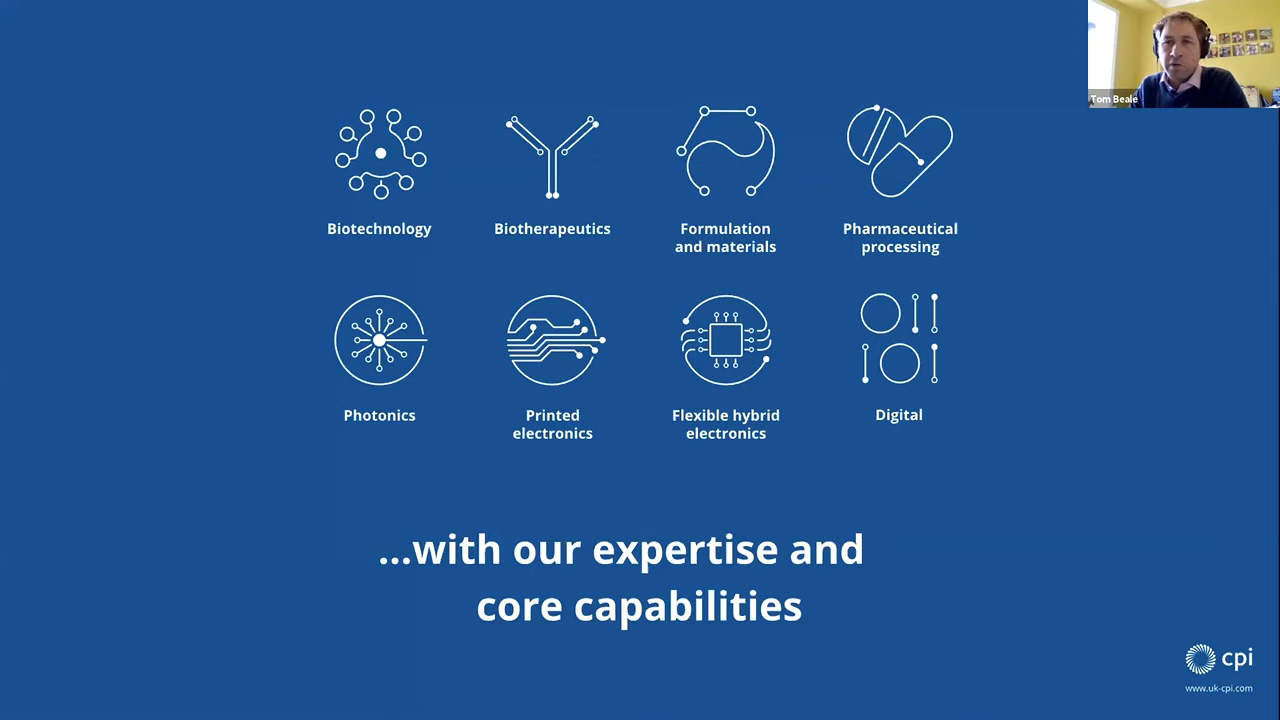 Tom Beale
Biotechnology
Biotherapeutics
Formulation
and materials
Pharmaceutical
processing
Photonics
Printed
electronics
Flexible hybrid
electronics
Digital
...with our expertise and
core capabilities
cpi
www.uk-cpi.com